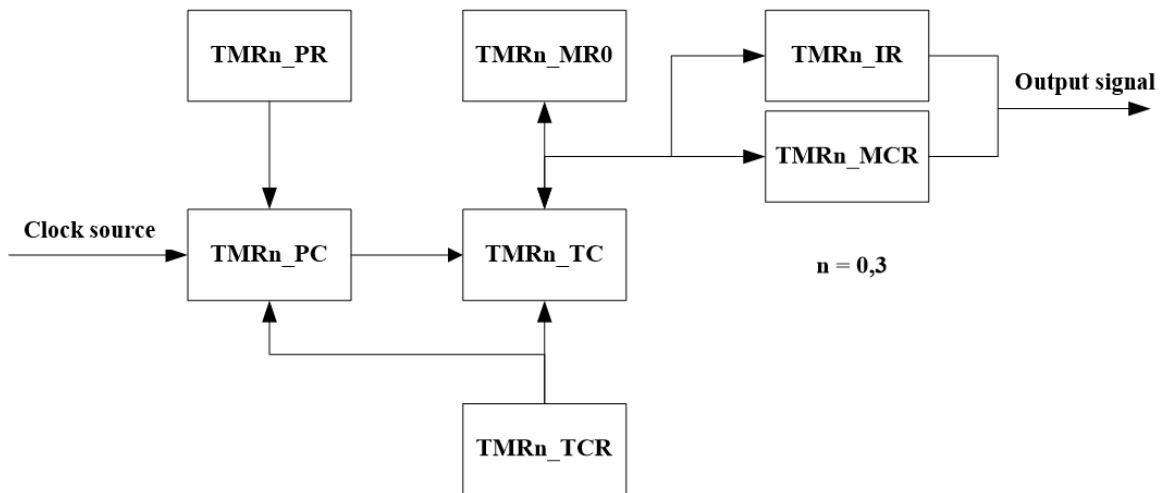 TMRn_PR
TMRn_MR0
TMRn_IR
Output signal
TMRn_MCR
Clock source
TMRn_PC
TMRn_TC
n = 0,3
TMRn_TCR